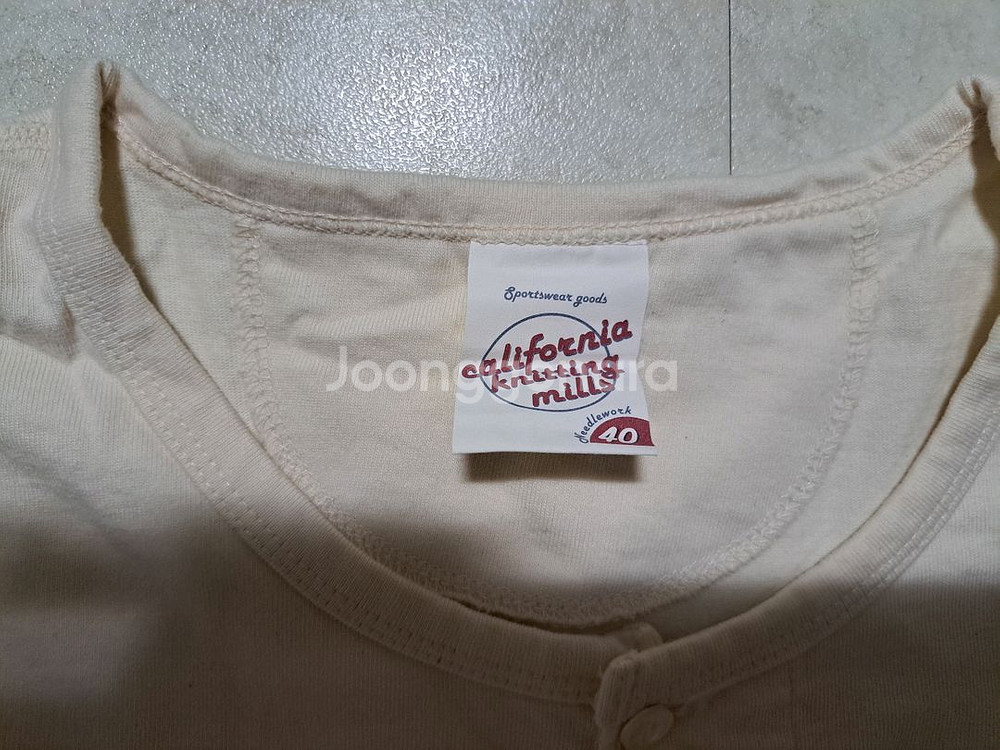 Sportswear goods
california
knitting
mills
Needlework
40